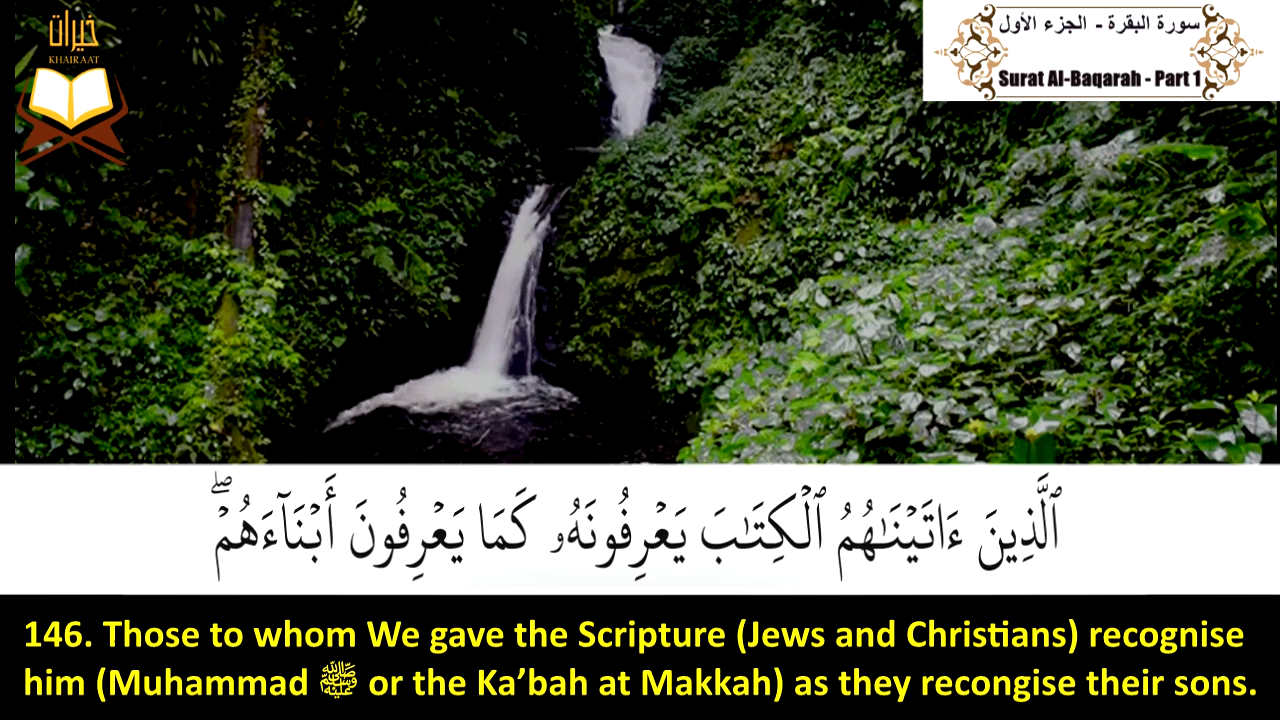 خيرات
KHAIRAAT
سورة البقرة - الجزء الأول
Surat Al-Baqarah - Part 1
ٱلَّذِينَ ءَاتَيْنَـٰهُمُ ٱلْكِتَـٰبَ يَعْرِفُونَهُۥ كَمَا يَعْرِفُونَ أَبْنَآءَهُمْ ۖ
146. Those to whom We gave the Scripture (Jews and Christians) recognise
him (Muhammad ﷺ or the Ka’bah at Makkah) as they recongise their sons.